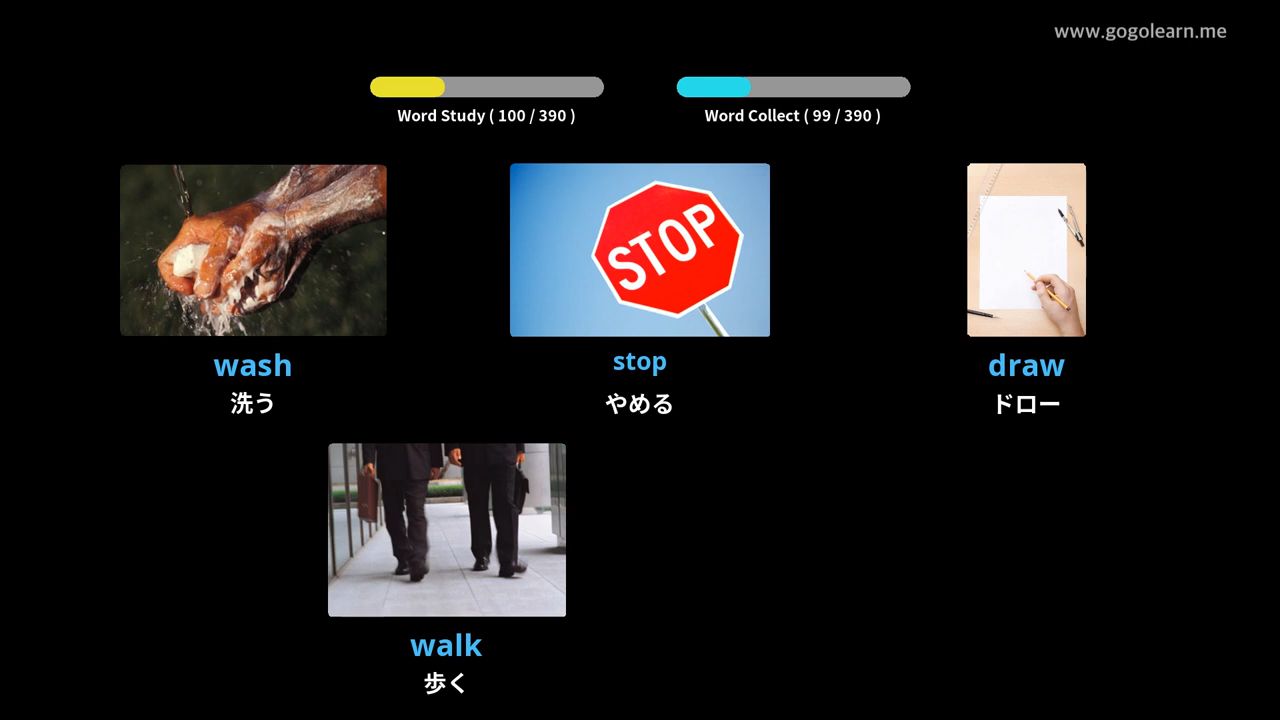 www.gogolearn.me
Word Study ( 100 / 390 )
Word Collect ( 99 / 390 )
STOP
wash
洗う
stop
やめる
draw
ドロー
walk
歩く